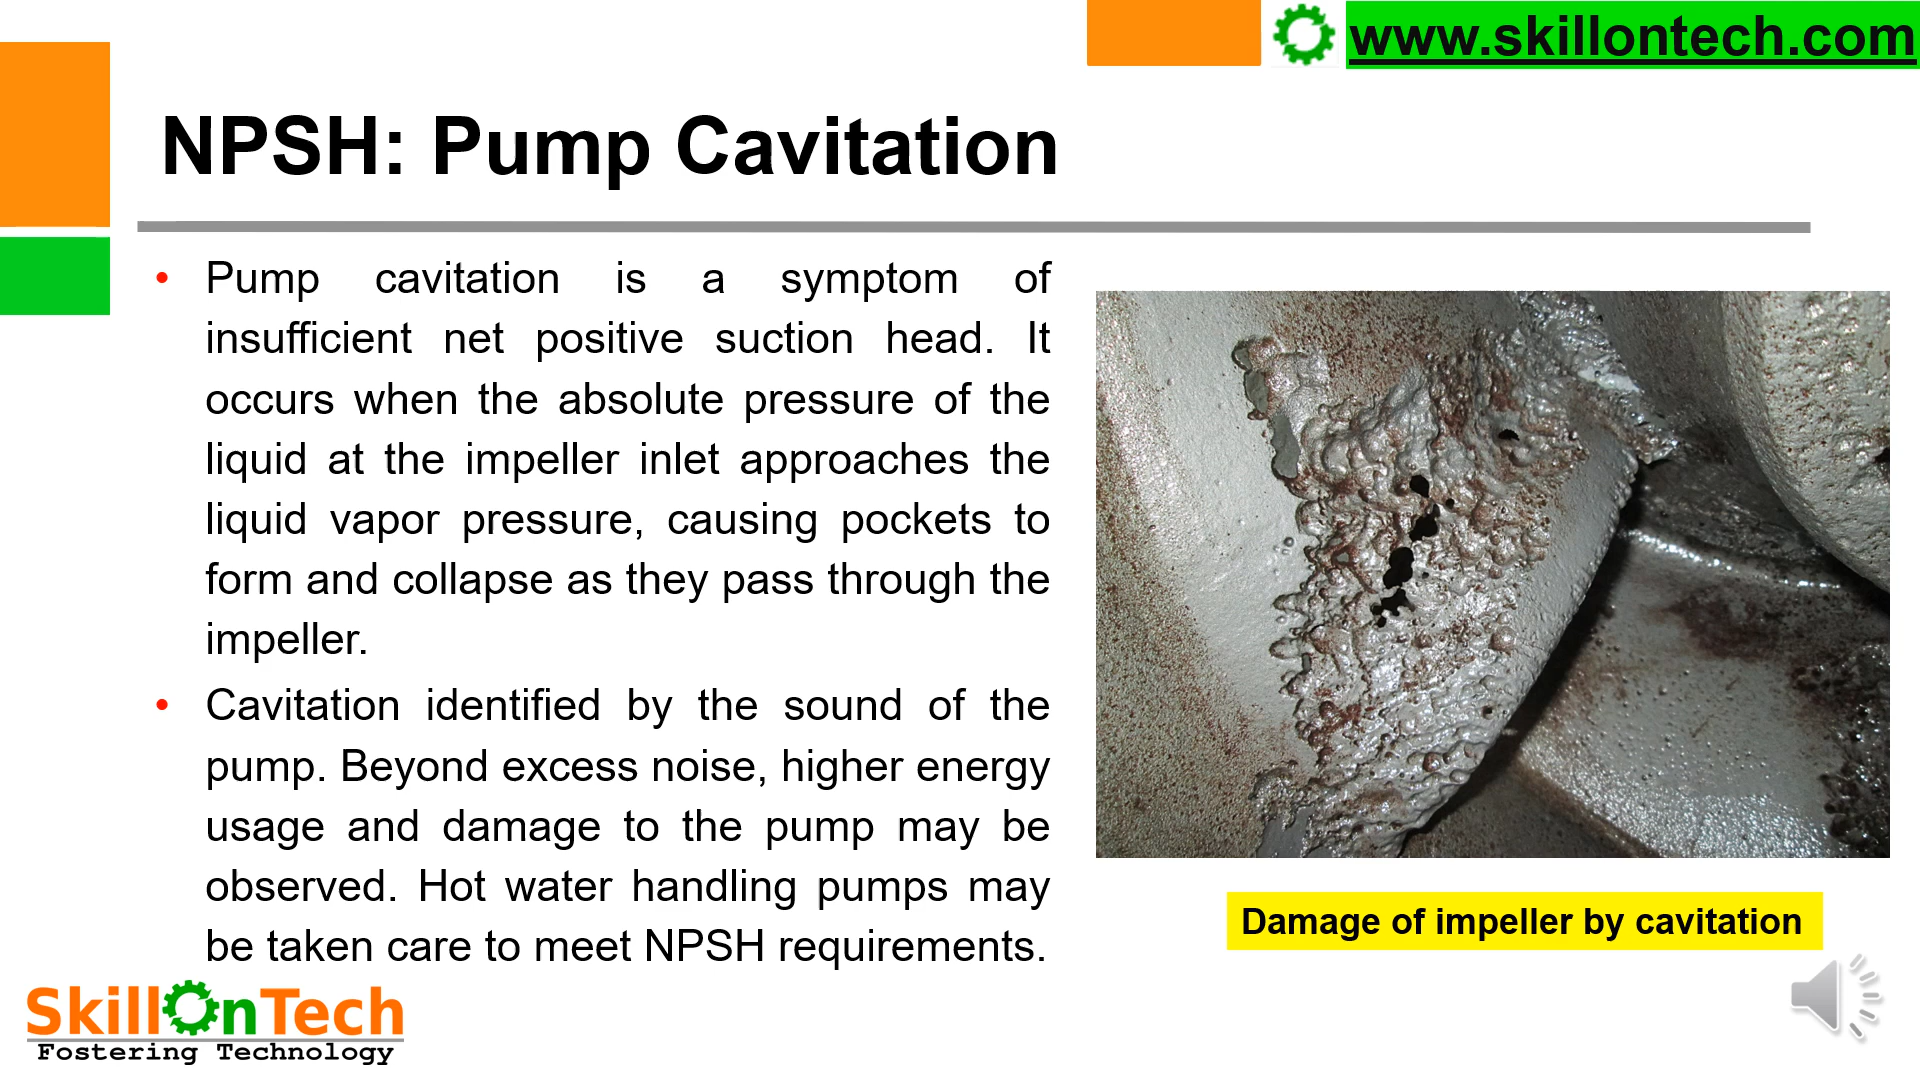 www.skillontech.com
NPSH: Pump Cavitation
• Pump cavitation is a symptom of
insufficient net positive suction head. It
occurs when the absolute pressure of the
liquid at the impeller inlet approaches the
liquid vapor pressure, causing pockets to
form and collapse as they pass through the
impeller.
• Cavitation identified by the sound of the
pump. Beyond excess noise, higher energy
usage and damage to the pump may be
observed. Hot water handling pumps may
be taken care to meet NPSH requirements.
Damage of impeller by cavitation
SkillOnTech
Fostering Technology